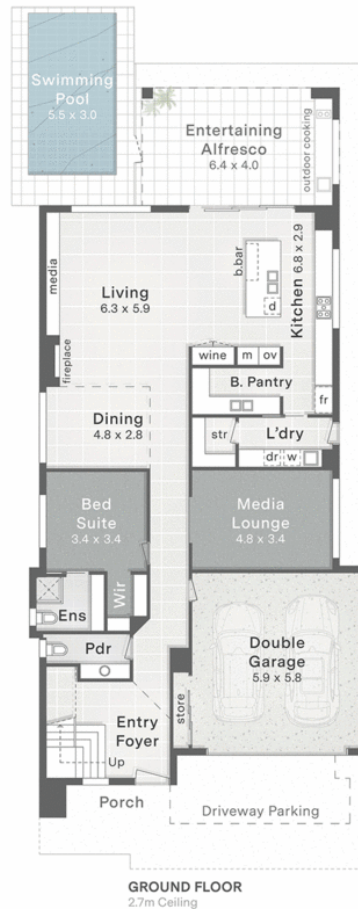 Swimming
Pool
5.5 x 3.0
Entertaining
Alfresco
6.4 x 4.0
outdoor cooking
media
Living
6.3 x 5.9
b.bar
d
Kitchen 6.8 x 2.9
fireplace
wine
m
ov
B. Pantry
fr
Dining
4.8 x 2.8
str
L'dry
dr
w
Bed
Suite
3.4 x 3.4
Media
Lounge
4.8 x 3.4
Wir
Ens
Pdr
Double
Garage
5.9 x 5.8
store
Entry
Foyer
Up
Porch
Driveway Parking
GROUND FLOOR
2.7m Ceiling